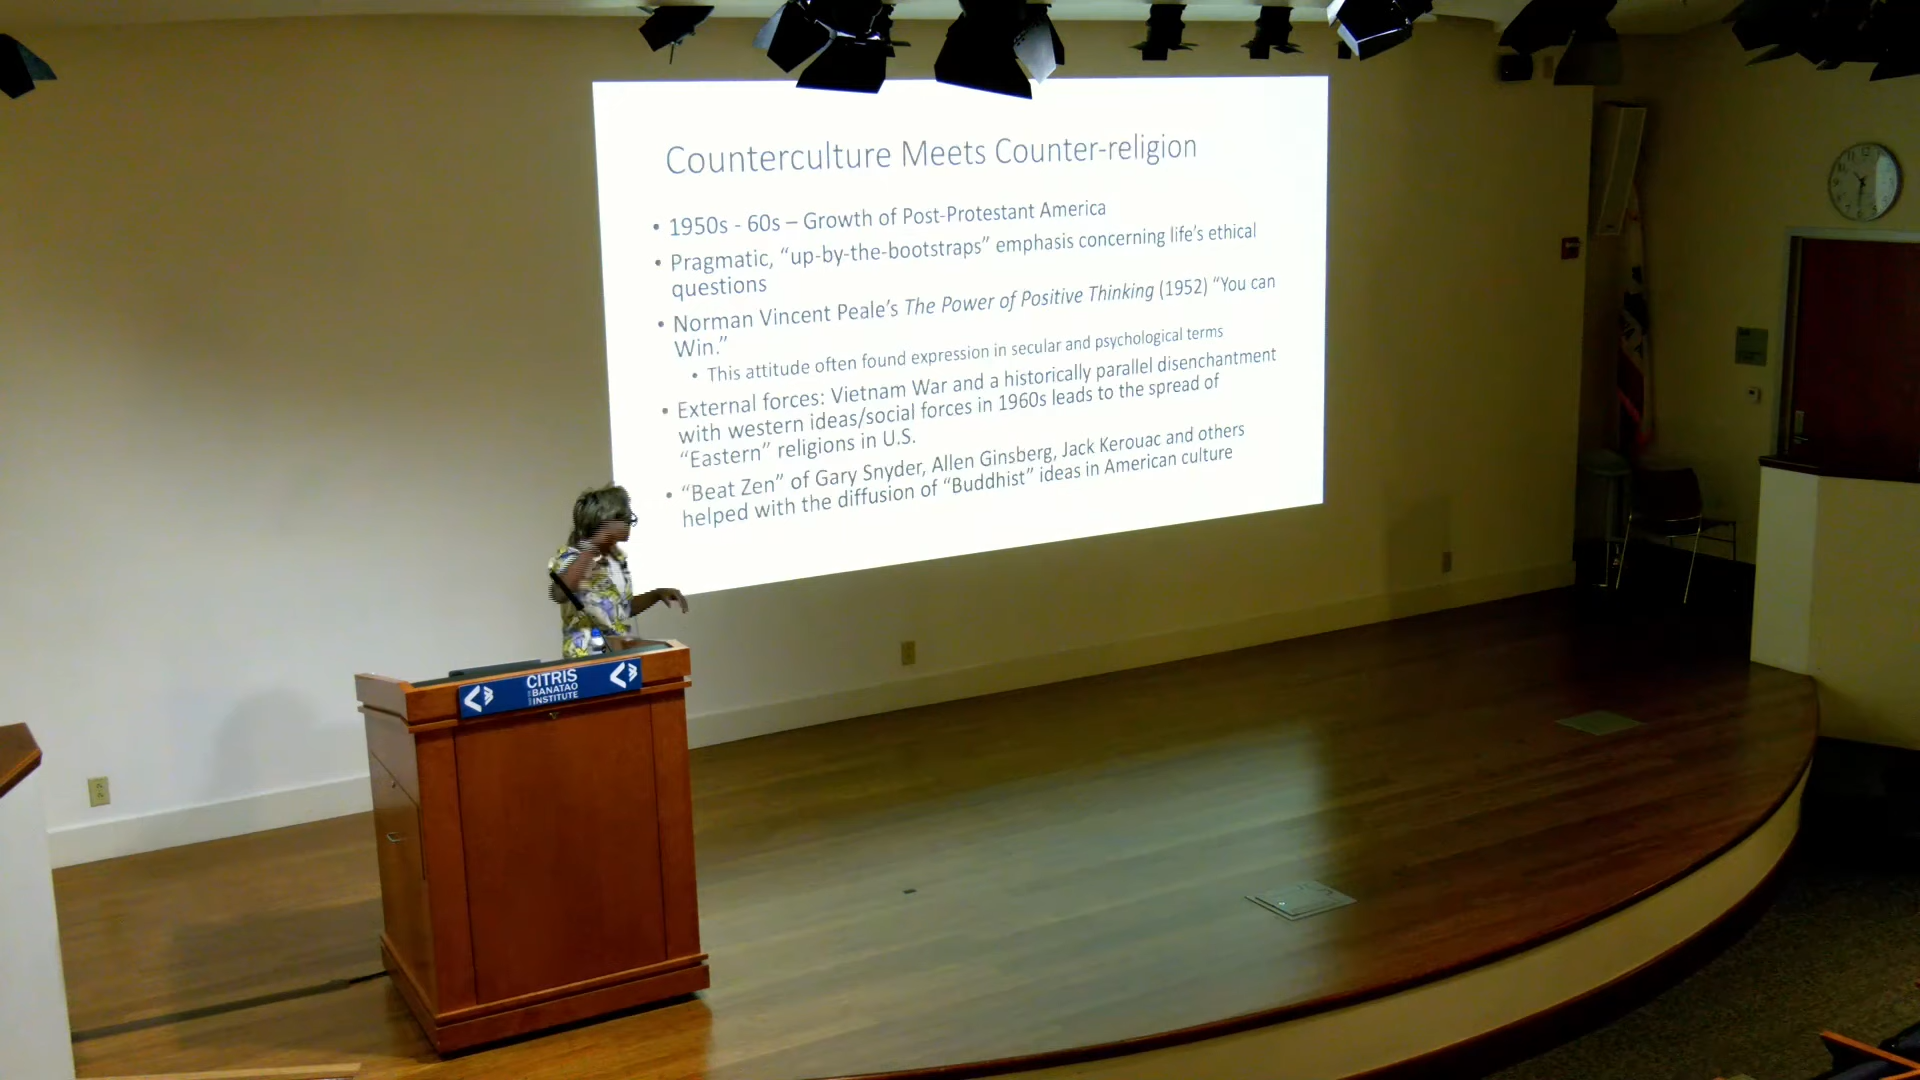 Counterculture Meets Counter-religion
• 1950s - 60s – Growth of Post-Protestant America
• Pragmatic, “up-by-the-bootstraps” emphasis concerning life’s ethical
questions
• Norman Vincent Peale’s The Power of Positive Thinking (1952) “You can
Win.”
• This attitude often found expression in secular and psychological terms
• External forces: Vietnam War and a historically parallel disenchantment
with western ideas/social forces in 1960s leads to the spread of
“Eastern” religions in U.S.
• “Beat Zen” of Gary Snyder, Allen Ginsberg, Jack Kerouac and others
helped with the diffusion of “Buddhist” ideas in American culture
CITRIS
BANATAO
INSTITUTE